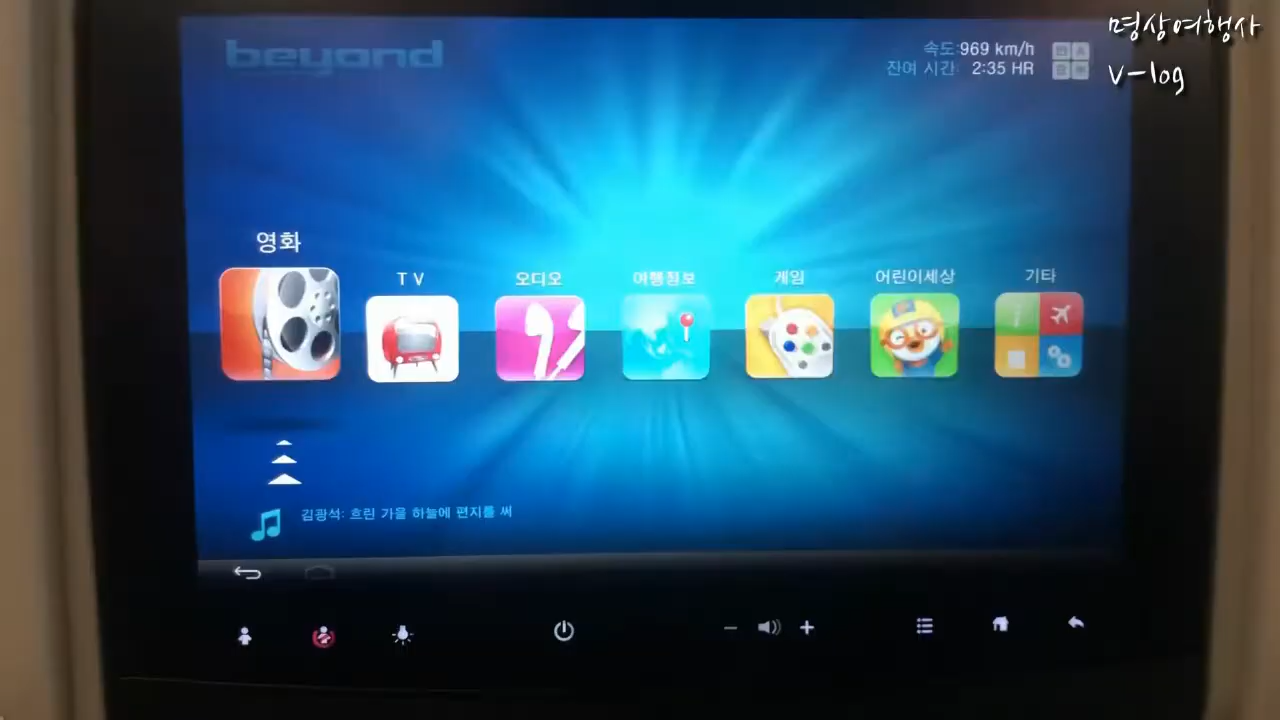 명상여행사
v-log
beyond
속도:969 km/h
잔여 시간: 2:35 HR
영화
TV
오디오
여행정보
게임
어린이세상
기타
김광석: 흐린 가을 하늘에 편지를 써